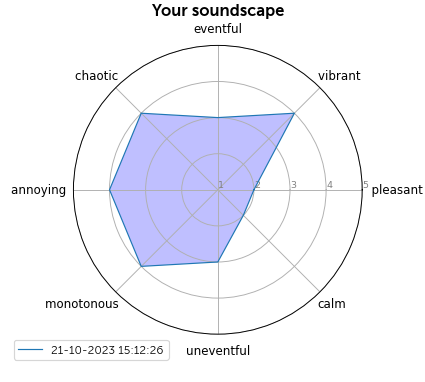 Your soundscape
eventful
chaotic
vibrant
annoying
1
2
3
4
5
pleasant
monotonous
calm
uneventful
21-10-2023 15:12:26